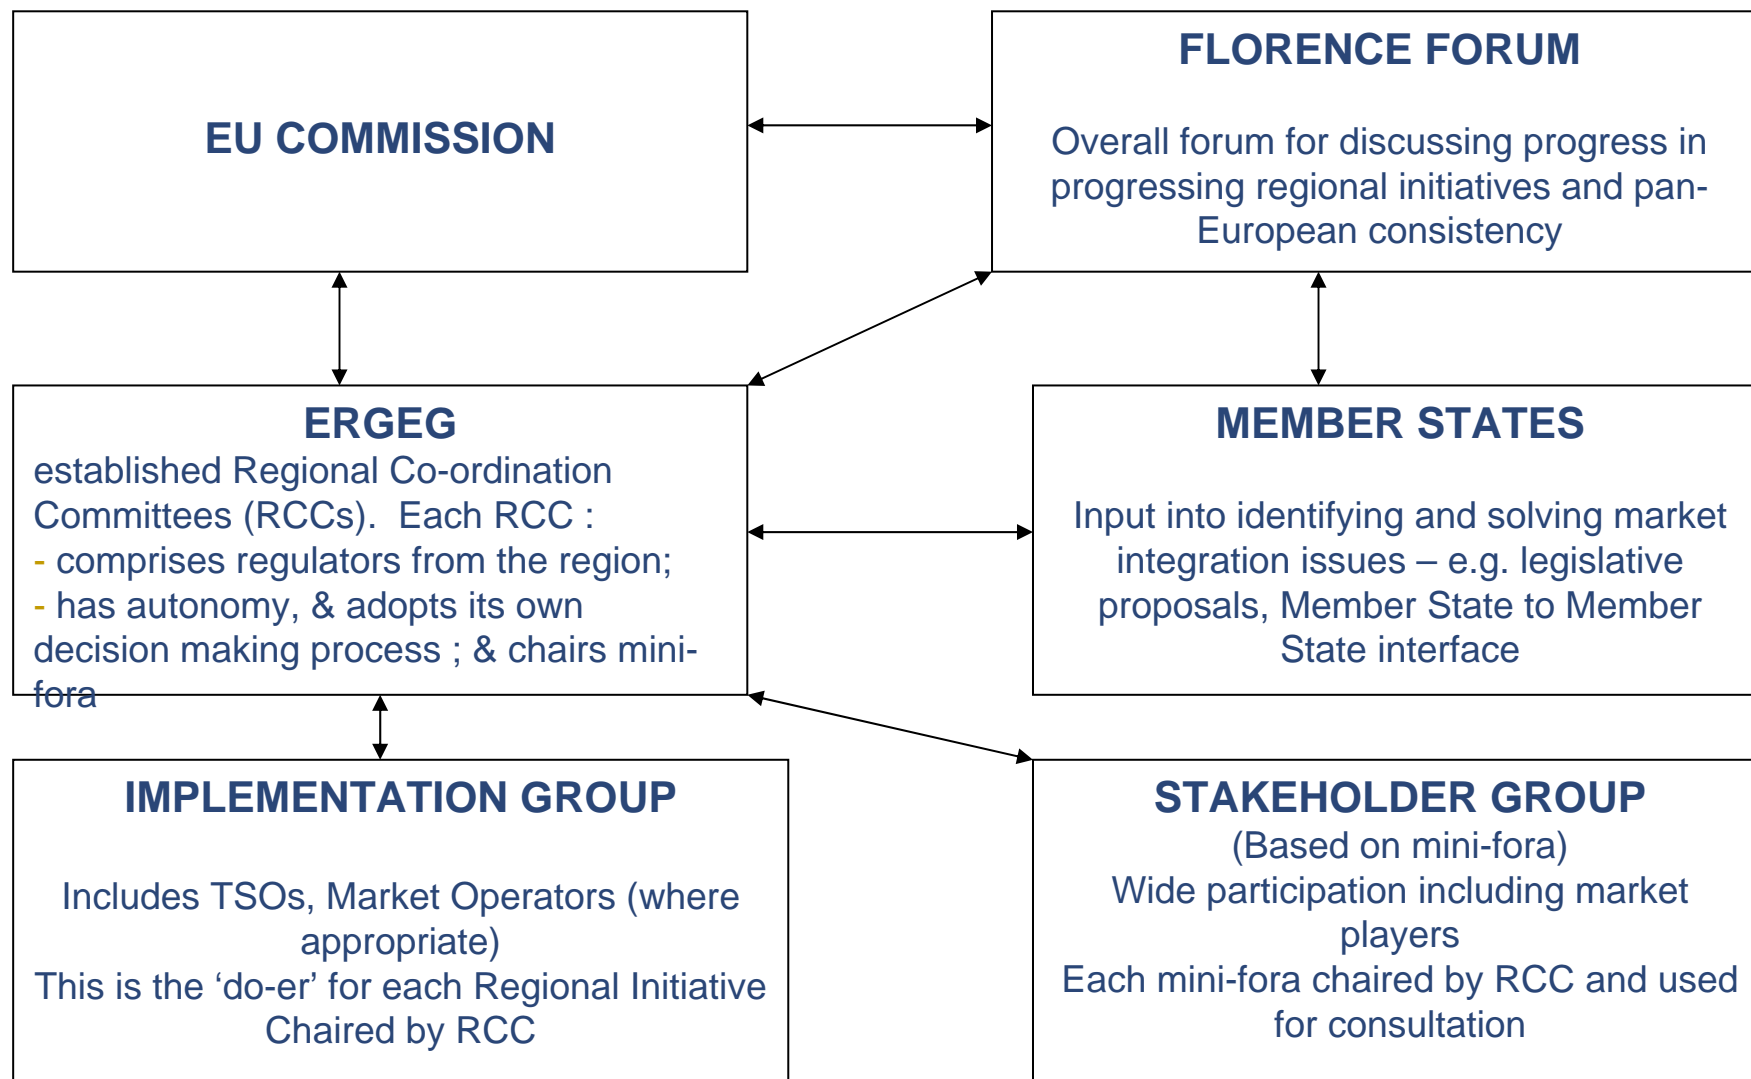 EU COMMISSION
FLORENCE FORUM
Overall forum for discussing progress in
progressing regional initiatives and pan-
European consistency
ERGEG
established Regional Co-ordination
Committees (RCCs).  Each RCC :
- comprises regulators from the region;
- has autonomy, & adopts its own
decision making process ; & chairs mini-
fora
MEMBER STATES
Input into identifying and solving market
integration issues – e.g. legislative
proposals, Member State to Member
State interface
IMPLEMENTATION GROUP
Includes TSOs, Market Operators (where
appropriate)
This is the ‘do-er’ for each Regional Initiative
Chaired by RCC
STAKEHOLDER GROUP
(Based on mini-fora)
Wide participation including market
players
Each mini-fora chaired by RCC and used
for consultation